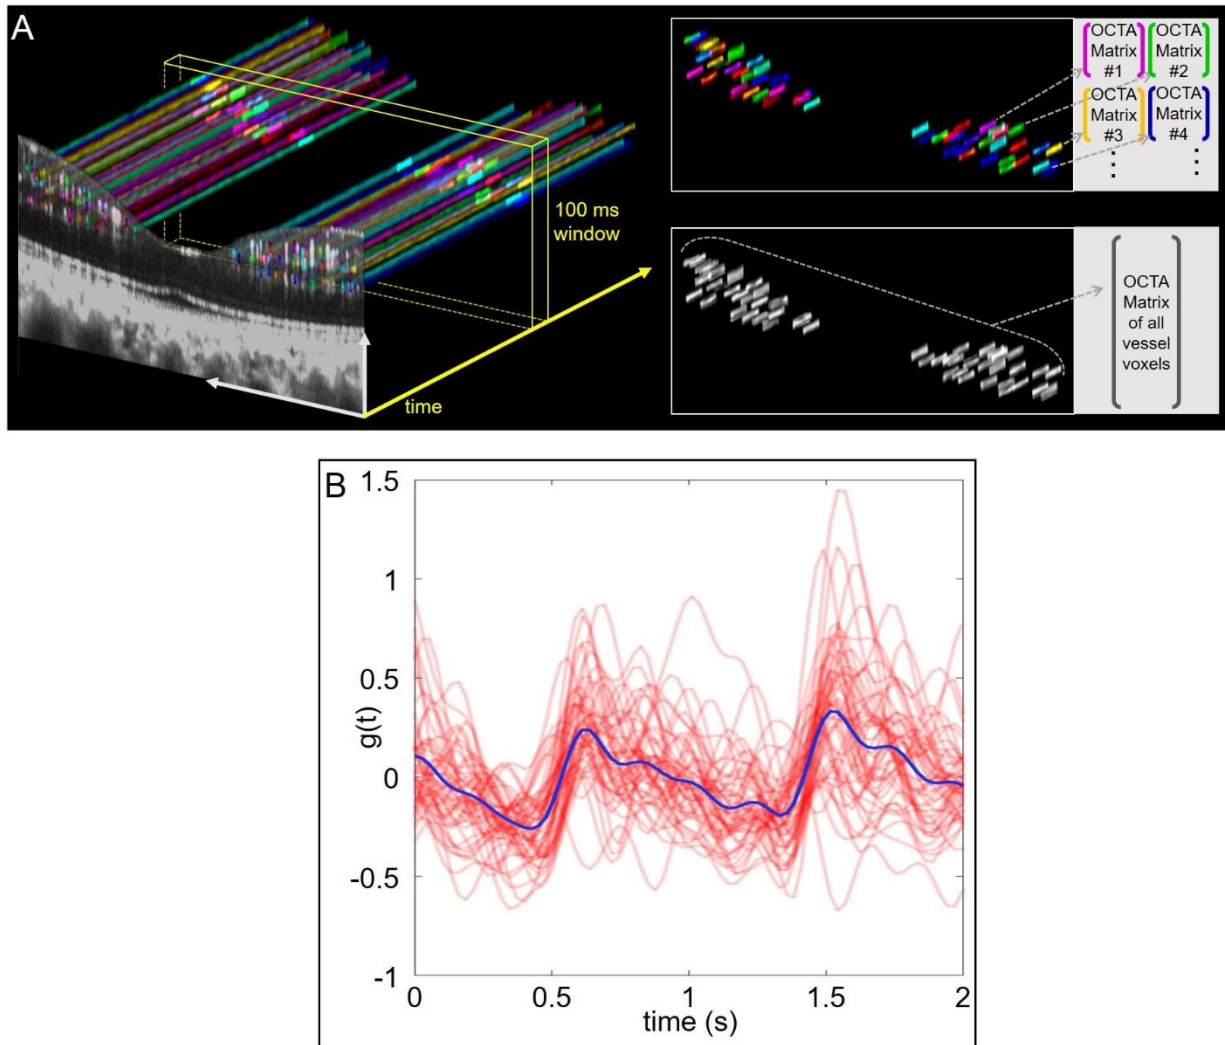 A
OCTA
Matrix
#1
OCTA
Matrix
#2
OCTA
Matrix
#3
OCTA
Matrix
#4
100 ms
window
time
OCTA
Matrix
of all
vessel
voxels
B
1.5
1
0.5
0
-0.5
-1
g(t)
0
0.5
1
1.5
2
time (s)